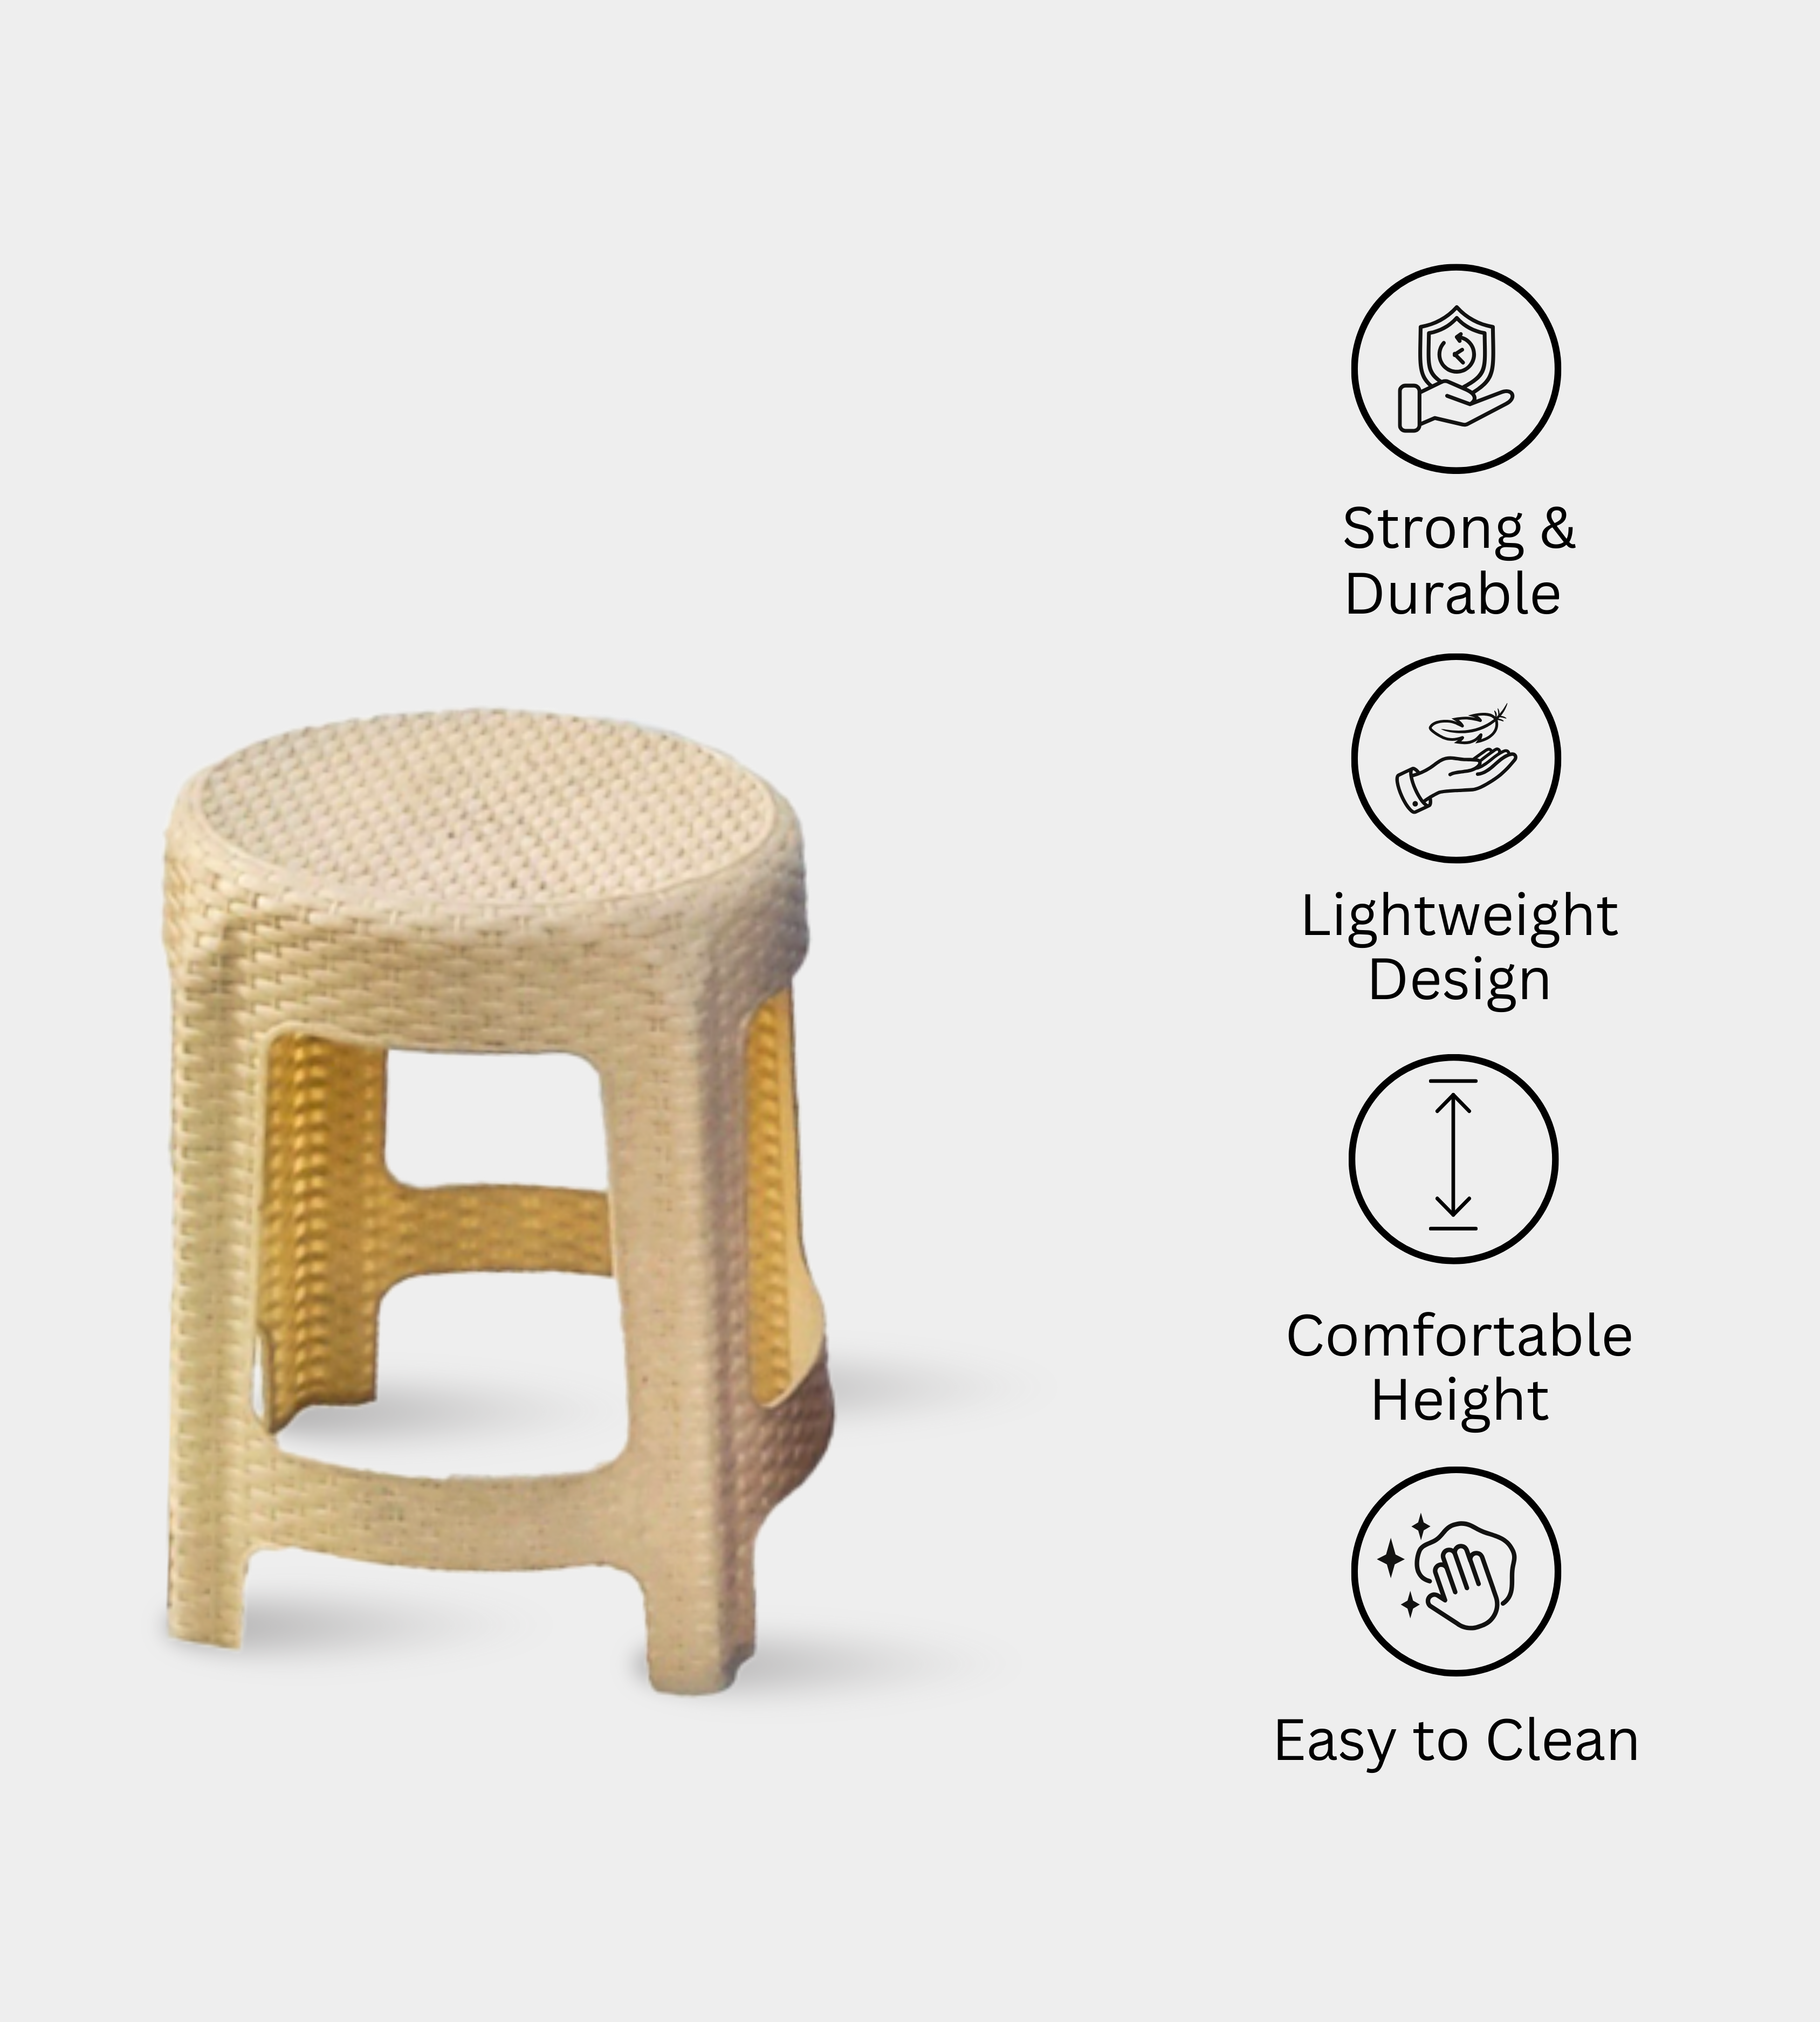 Strong &
Durable
Lightweight
Design
Comfortable
Height
Easy to Clean